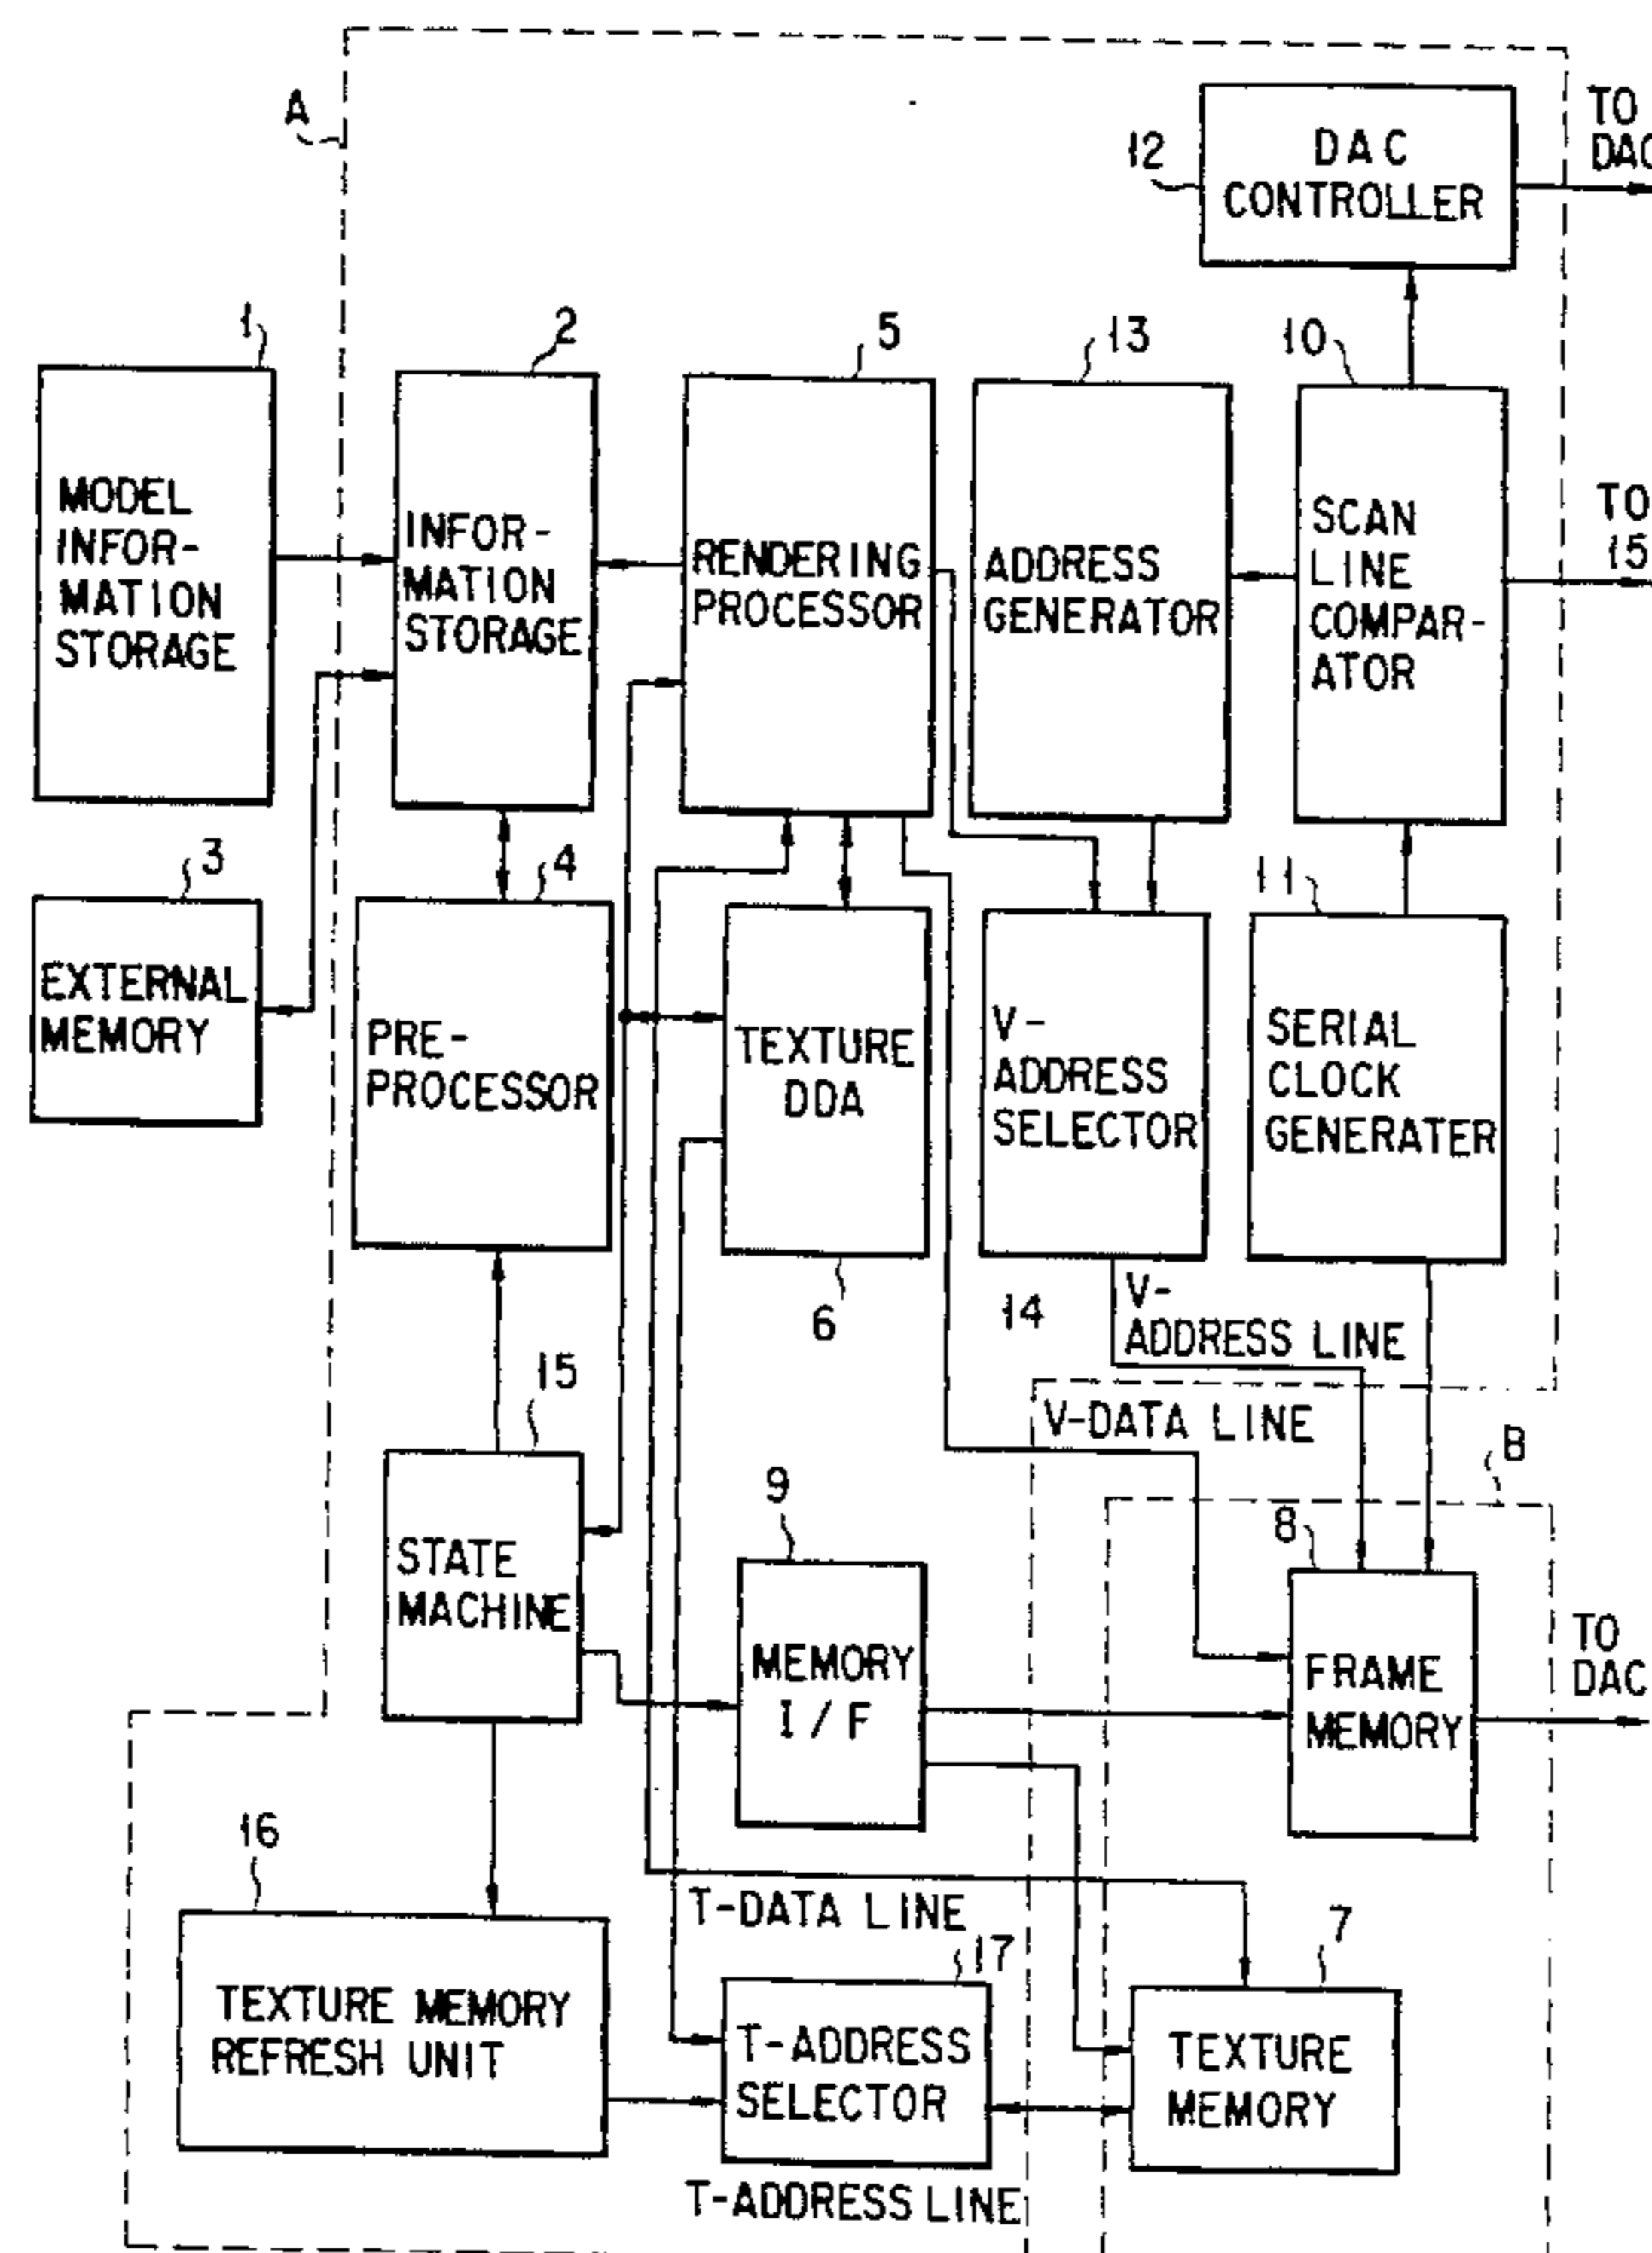 A
12
DAC
CONTROLLER
TO
DAC
1
2
5
13
10
MODEL
INFOR-
MATION
STORAGE
INFOR-
MATION
STORAGE
RENDERING
PROCESSOR
ADDRESS
GENERATOR
SCAN
LINE
COMPAR-
ATOR
TO
15
3
4
11
EXTERNAL
MEMORY
PRE-
PROCESSOR
TEXTURE
DDA
V-
ADDRESS
SELECTOR
SERIAL
CLOCK
GENERATER
6
14
V-
ADDRESS LINE
15
V-DATA LINE
B
9
8
STATE
MACHINE
MEMORY
I/F
FRAME
MEMORY
TO
DAC
16
T-DATA LINE
17
7
TEXTURE MEMORY
REFRESH UNIT
T-ADDRESS
SELECTOR
TEXTURE
MEMORY
T-ADDRESS LINE